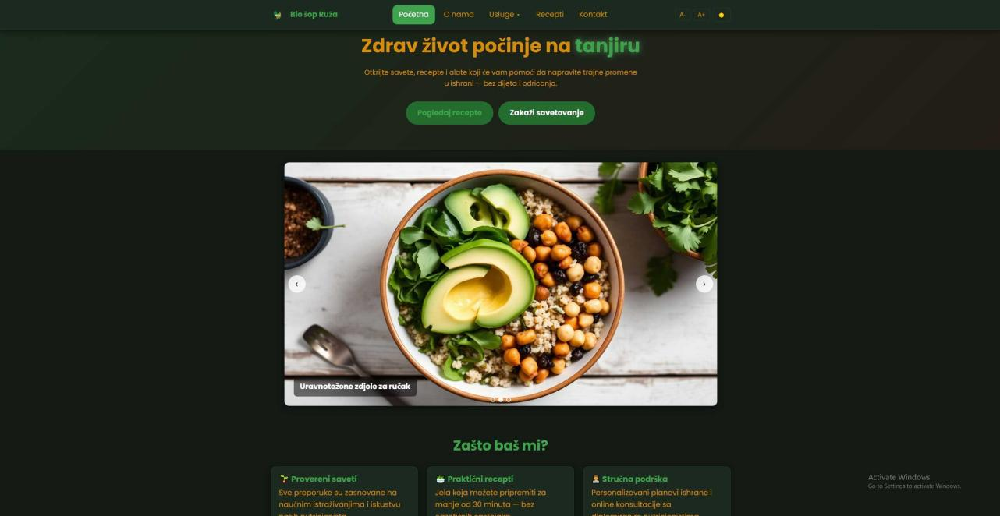 Bio šop Ruža
Početna
O nama
Usluge
Recepti
Kontakt
A-
A+
Zdrav život počinje na tanjiru
Otkrijte savete, recepte i alate koji će vam pomoći da napravite trajne promene
u ishrani — bez dijeta i odricanja.
Pogledaj recepte
Zakaži savetovanje
‹
›
Uravnotežene zdjele za ručak
Zašto baš mi?
Provereni saveti
Sve preporuke su zasnovane na
naučnim istraživanjima i iskustvu
Praktični recepti
Jela koja možete pripremiti za
manje od 30 minuta — bez
Stručna podrška
Personalizovani planovi ishrane i
online konsultacije sa
Activate Windows
Go to Settings to activate Windows.